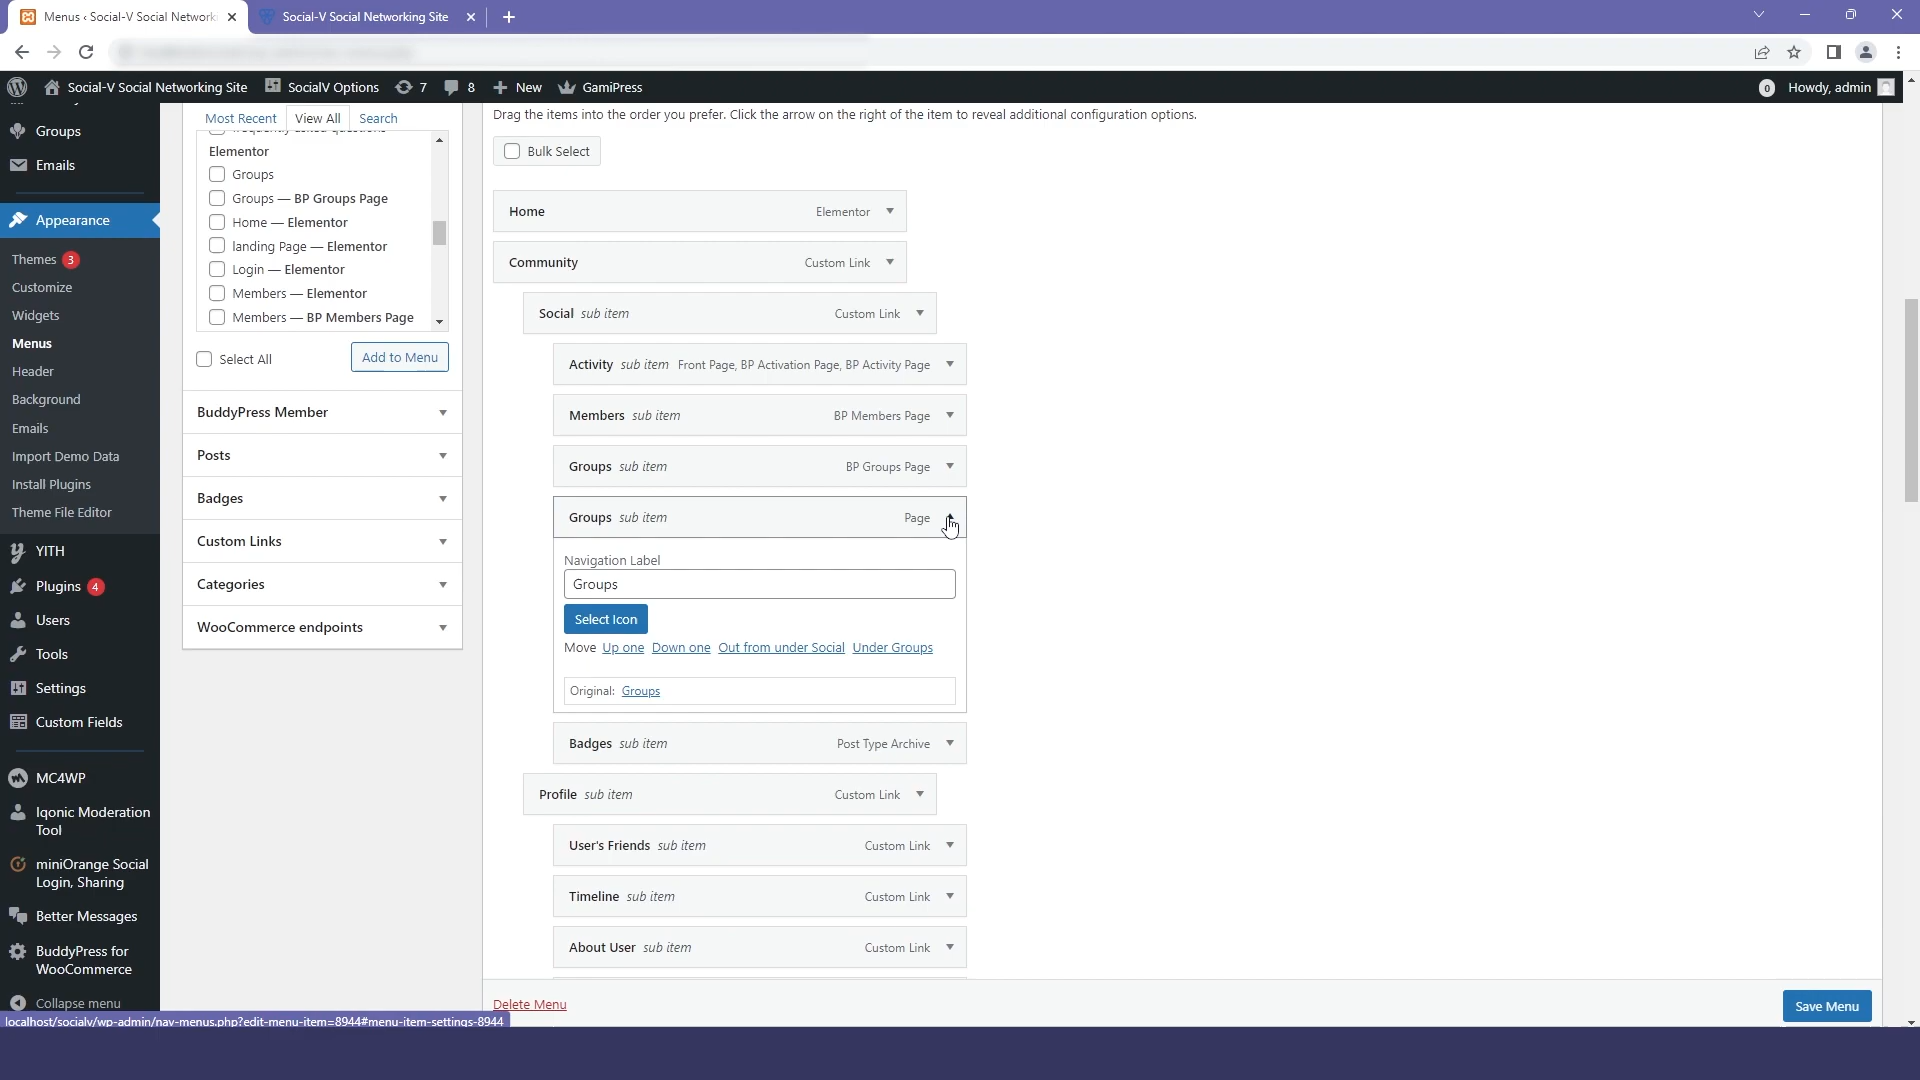 Menus ‹ Social-V Social Network
Social-V Social Networking Site
Social-V Social Networking Site
SocialV Options
7
8
New
GamiPress
0
Howdy, admin
Groups
Emails
Appearance
Themes 3
Customize
Widgets
Menus
Header
Background
Emails
Import Demo Data
Install Plugins
Theme File Editor
YITH
Plugins 4
Users
Tools
Settings
Custom Fields
MC4WP
Iqonic Moderation
Tool
miniOrange Social
Login, Sharing
Better Messages
BuddyPress for
WooCommerce
Collapse menu
localhost/socialv/wp-admin/nav-menus.php?edit-menu-item=8944#menu-item-settings-8944
Most Recent
View All
Search
frequently asked questions
Elementor
Groups
Groups — BP Groups Page
Home — Elementor
landing Page — Elementor
Login — Elementor
Members — Elementor
Members — BP Members Page
Select All
Add to Menu
BuddyPress Member
Posts
Badges
Custom Links
Categories
WooCommerce endpoints
Drag the items into the order you prefer. Click the arrow on the right of the item to reveal additional configuration options.
Bulk Select
Home Elementor
Community Custom Link
Social sub item Custom Link
Activity sub item Front Page, BP Activation Page, BP Activity Page
Members sub item BP Members Page
Groups sub item BP Groups Page
Groups sub item Page
Navigation Label
Groups
Select Icon
Move Up one Down one Out from under Social Under Groups
Original: Groups
Badges sub item Post Type Archive
Profile sub item Custom Link
User's Friends sub item Custom Link
Timeline sub item Custom Link
About User sub item Custom Link
Delete Menu
Save Menu